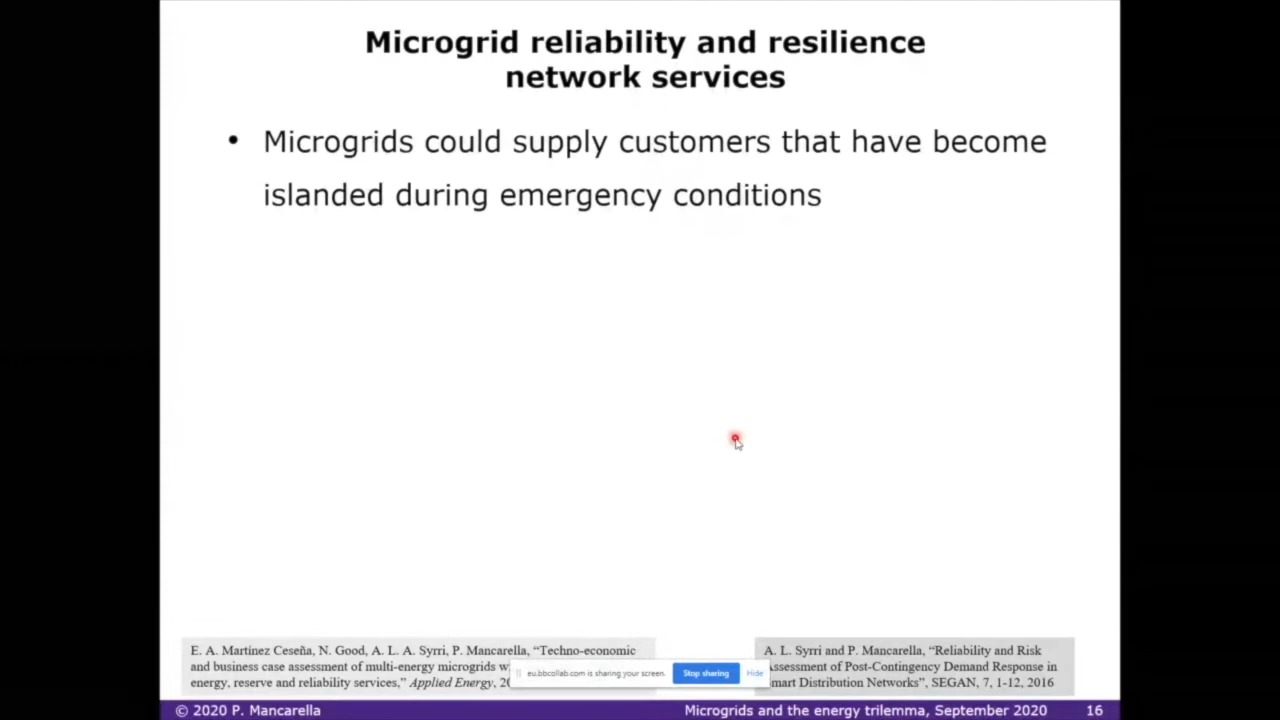 Microgrid reliability and resilience
network services
• Microgrids could supply customers that have become
islanded during emergency conditions
E. A. Martínez Ceseña, N. Good, A. L. A. Syrri, P. Mancarella, “Techno-economic
and business case assessment of multi-energy microgrids w
energy, reserve and reliability services,” Applied Energy, 20
eu.bbcollab.com is sharing your screen.
Stop sharing
Hide
A. L. Syrri and P. Mancarella, “Reliability and Risk
Assessment of Post-Contingency Demand Response in
Smart Distribution Networks”, SEGAN, 7, 1-12, 2016
© 2020 P. Mancarella
Microgrids and the energy trilemma, September 2020
16